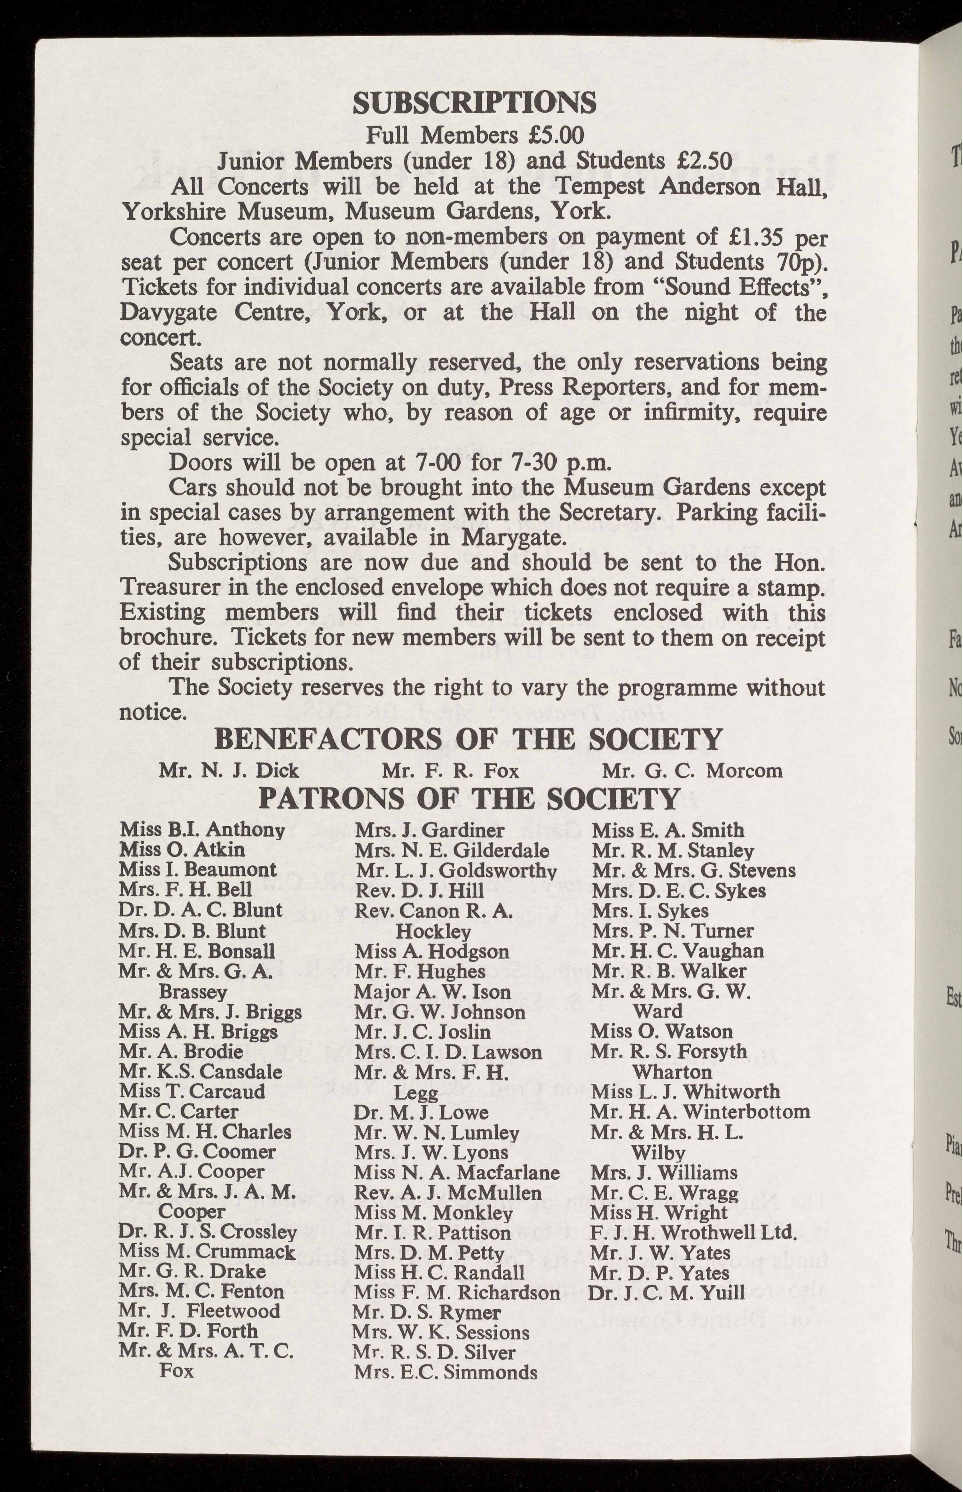 SUBSCRIPTIONS
Full Members £5.00
Junior Members (under 18) and Students £2.50
All Concerts will be held at the Tempest Anderson Hall,
Yorkshire Museum, Museum Gardens, York.
Concerts are open to non-members on payment of £1.35 per
seat per concert (Junior Members (under 18) and Students 70p).
Tickets for individual concerts are available from “Sound Effects”,
Davygate Centre, York, or at the Hall on the night of the
concert.
Seats are not normally reserved, the only reservations being
for officials of the Society on duty, Press Reporters, and for mem-
bers of the Society who, by reason of age or infirmity, require
special service.
Doors will be open at 7-00 for 7-30 p.m.
Cars should not be brought into the Museum Gardens except
in special cases by arrangement with the Secretary. Parking facili-
ties, are however, available in Marygate.
Subscriptions are now due and should be sent to the Hon.
Treasurer in the enclosed envelope which does not require a stamp.
Existing members will find their tickets enclosed with this
brochure. Tickets for new members will be sent to them on receipt
of their subscriptions.
The Society reserves the right to vary the programme without
notice.
BENEFACTORS OF THE SOCIETY
Mr. N. J. Dick Mr. F. R. Fox Mr. G. C. Morcom
PATRONS OF THE SOCIETY
Miss B.I. Anthony
Miss O. Atkin
Miss I. Beaumont
Mrs. F. H. Bell
Dr. D. A. C. Blunt
Mrs. D. B. Blunt
Mr. H. E. Bonsall
Mr. & Mrs. G. A.
Brassey
Mr. & Mrs. J. Briggs
Miss A. H. Briggs
Mr. A. Brodie
Mr. K.S. Cansdale
Miss T. Carcaud
Mr. C. Carter
Miss M. H. Charles
Dr. P. G. Coomer
Mr. A.J. Cooper
Mr. & Mrs. J. A. M.
Cooper
Dr. R. J. S. Crossley
Miss M. Crummack
Mr. G. R. Drake
Mrs. M. C. Fenton
Mr. J. Fleetwood
Mr. F. D. Forth
Mr. & Mrs. A. T. C.
Fox
Mrs. J. Gardiner
Mrs. N. E. Gilderdale
Mr. L. J. Goldsworthy
Rev. D. J. Hill
Rev. Canon R. A.
Hockley
Miss A. Hodgson
Mr. F. Hughes
Major A. W. Ison
Mr. G. W. Johnson
Mr. J. C. Joslin
Mrs. C. I. D. Lawson
Mr. & Mrs. F. H.
Legg
Dr. M. J. Lowe
Mr. W. N. Lumley
Mrs. J. W. Lyons
Miss N. A. Macfarlane
Rev. A. J. McMullen
Miss M. Monkley
Mr. I. R. Pattison
Mrs. D. M. Petty
Miss H. C. Randall
Miss F. M. Richardson
Mr. D. S. Rymer
Mrs. W. K. Sessions
Mr. R. S. D. Silver
Mrs. E.C. Simmonds
Miss E. A. Smith
Mr. R. M. Stanley
Mr. & Mrs. G. Stevens
Mrs. D. E. C. Sykes
Mrs. I. Sykes
Mrs. P. N. Turner
Mr. H. C. Vaughan
Mr. R. B. Walker
Mr. & Mrs. G. W.
Ward
Miss O. Watson
Mr. R. S. Forsyth
Wharton
Miss L. J. Whitworth
Mr. H. A. Winterbottom
Mr. & Mrs. H. L.
Wilby
Mrs. J. Williams
Mr. C. E. Wragg
Miss H. Wright
F. J. H. Wrothwell Ltd.
Mr. J. W. Yates
Mr. D. P. Yates
Dr. J. C. M. Yuill